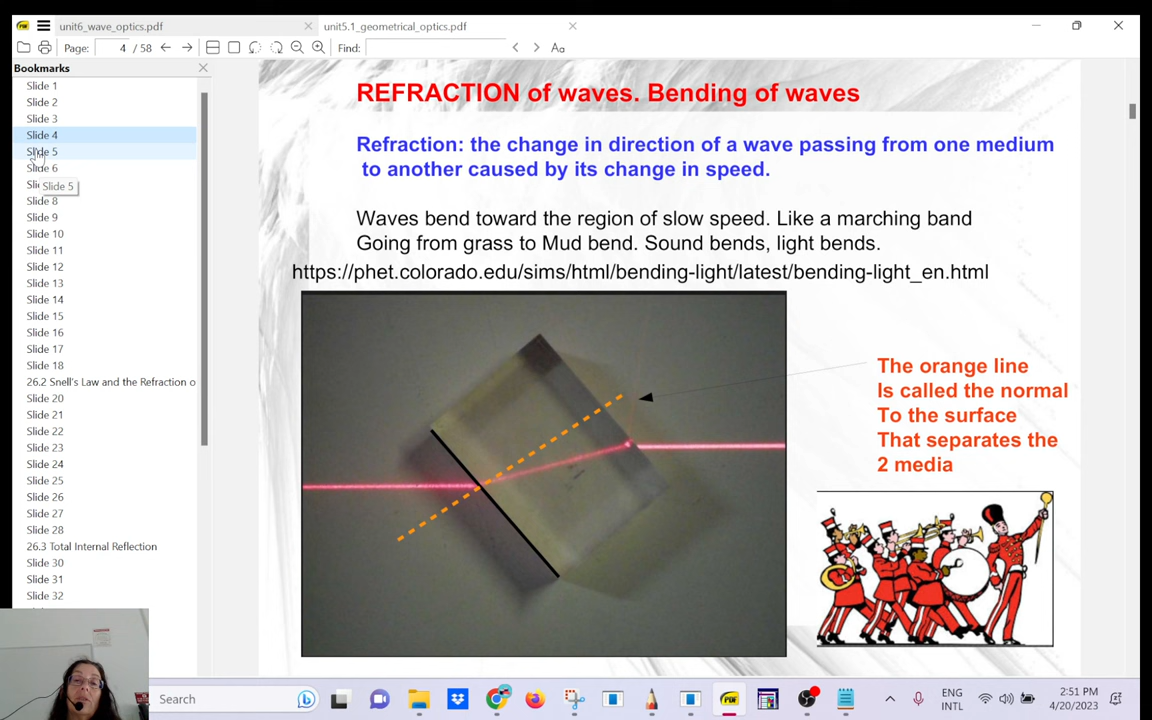 unit6_wave_optics.pdf
unit5.1_geometrical_optics.pdf
Page:
4 / 58
Find:
Aa
Bookmarks
Slide 1
Slide 2
Slide 3
Slide 4
Slide 5
Slide 6
Slide 5
Slide 8
Slide 9
Slide 10
Slide 11
Slide 12
Slide 13
Slide 14
Slide 15
Slide 16
Slide 17
Slide 18
26.2 Snell's Law and the Refraction o
Slide 20
Slide 21
Slide 22
Slide 23
Slide 24
Slide 25
Slide 26
Slide 27
Slide 28
26.3 Total Internal Reflection
Slide 30
Slide 31
Slide 32
REFRACTION of waves. Bending of waves
Refraction: the change in direction of a wave passing from one medium
to another caused by its change in speed.
Waves bend toward the region of slow speed. Like a marching band
Going from grass to Mud bend. Sound bends, light bends.
https://phet.colorado.edu/sims/html/bending-light/latest/bending-light_en.html
The orange line
Is called the normal
To the surface
That separates the
2 media
Search
ENG
INTL
2:51 PM
4/20/2023